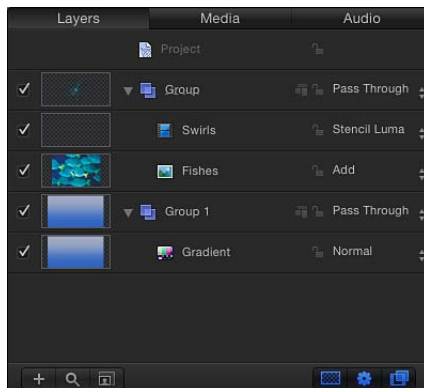 Layers Media Audio
Project
Group Pass Through
Swirls Stencil Luma
Fishes Add
Group 1 Pass Through
Gradient Normal